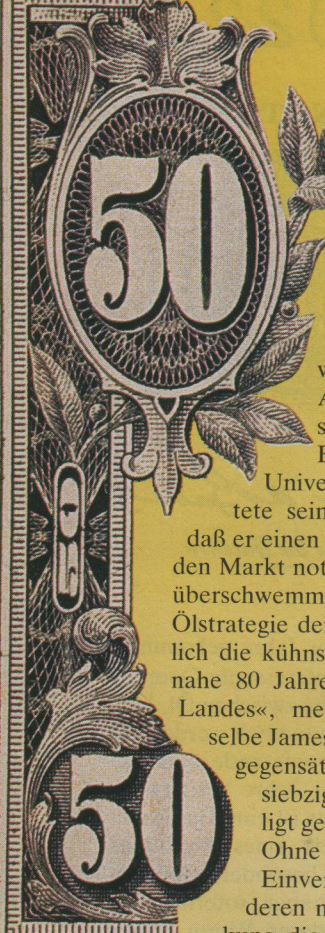 50
50
50
Unive
tete sein
daß er einen
den Markt not
überschwemm
Ölstrategie de
lich die kühns
nahe 80 Jahre
Landes«, me
selbe James
gegensät
siebzig
ligt ge
Ohne
Einve
deren n